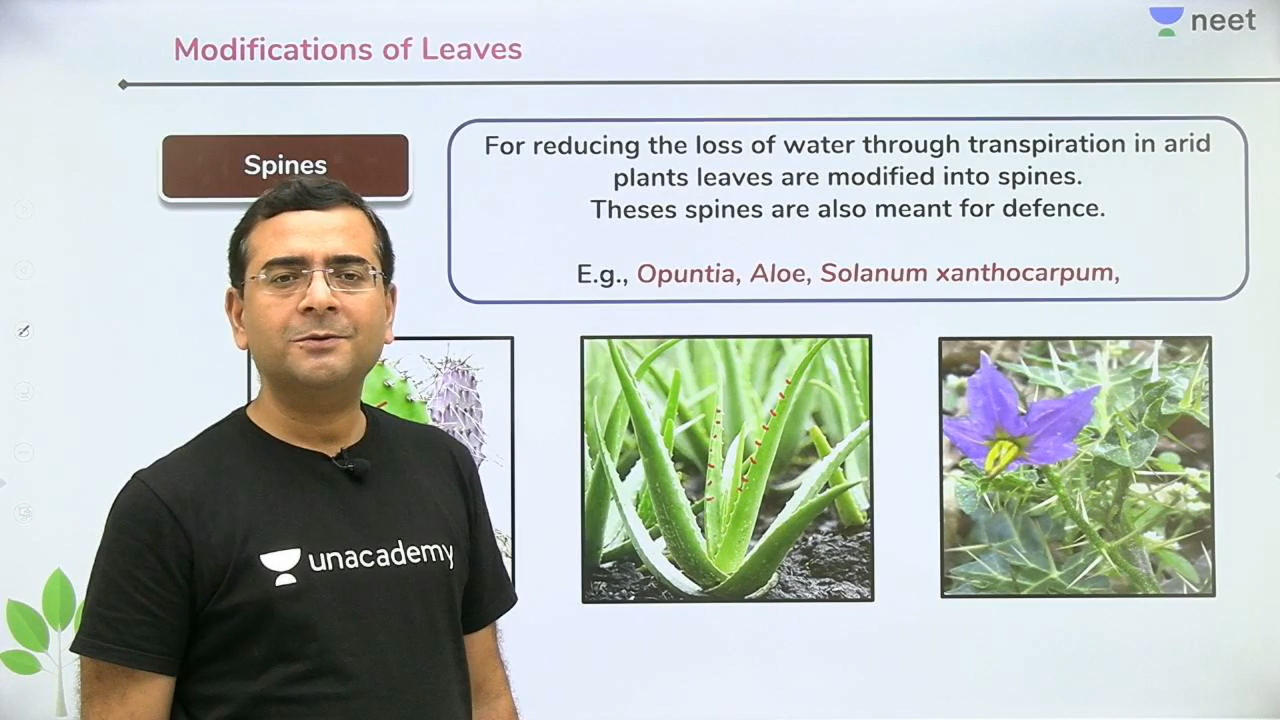 neet
Modifications of Leaves
Spines
For reducing the loss of water through transpiration in arid
plants leaves are modified into spines.
Theses spines are also meant for defence.
E.g., Opuntia, Aloe, Solanum xanthocarpum,
unacademy